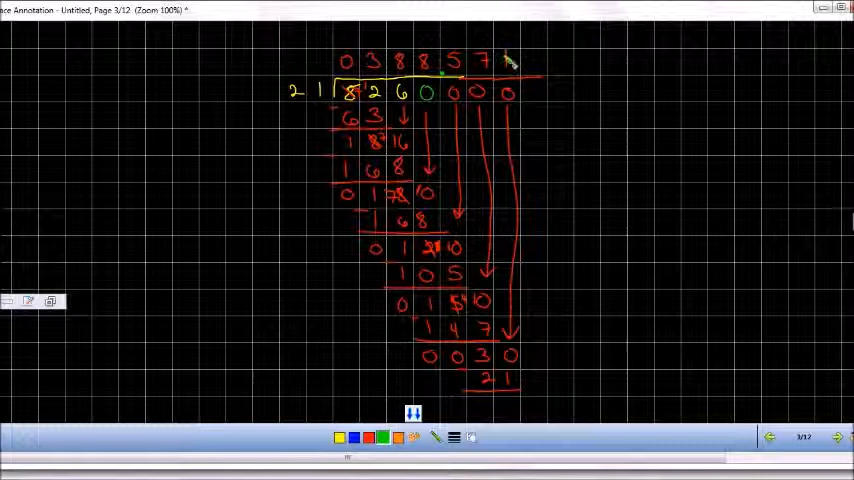 ace Annotation - Untitled, Page 3/12 (Zoom 100%) *
0 3 8 8 . 5 7
2 1 8 2 6 0 0 0 0
6 3
1 8 16
1 6 8
0 1 8 10
1 6 8
0 1 10
1 0 5
0 1 5 10
1 4 7
0 0 3 0
2 1
3/12